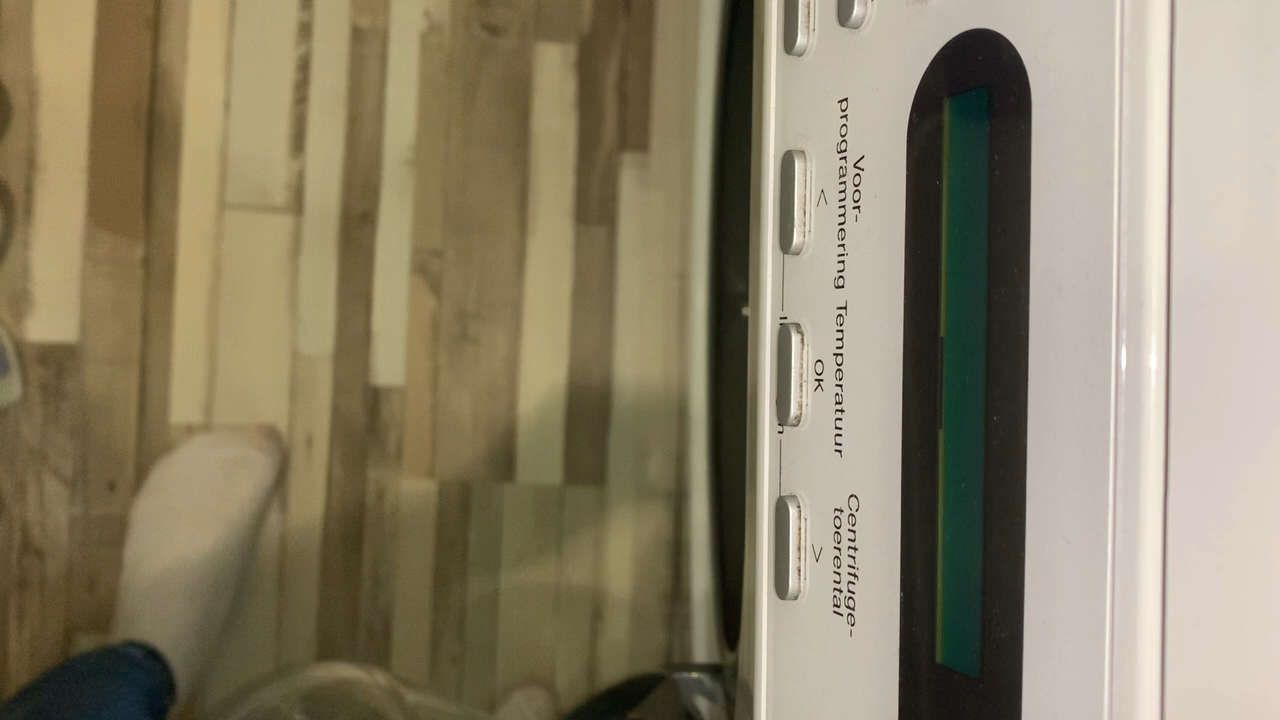 Voor-
programmering
<
Temperatuur
OK
Centrifuge-
toerental
>